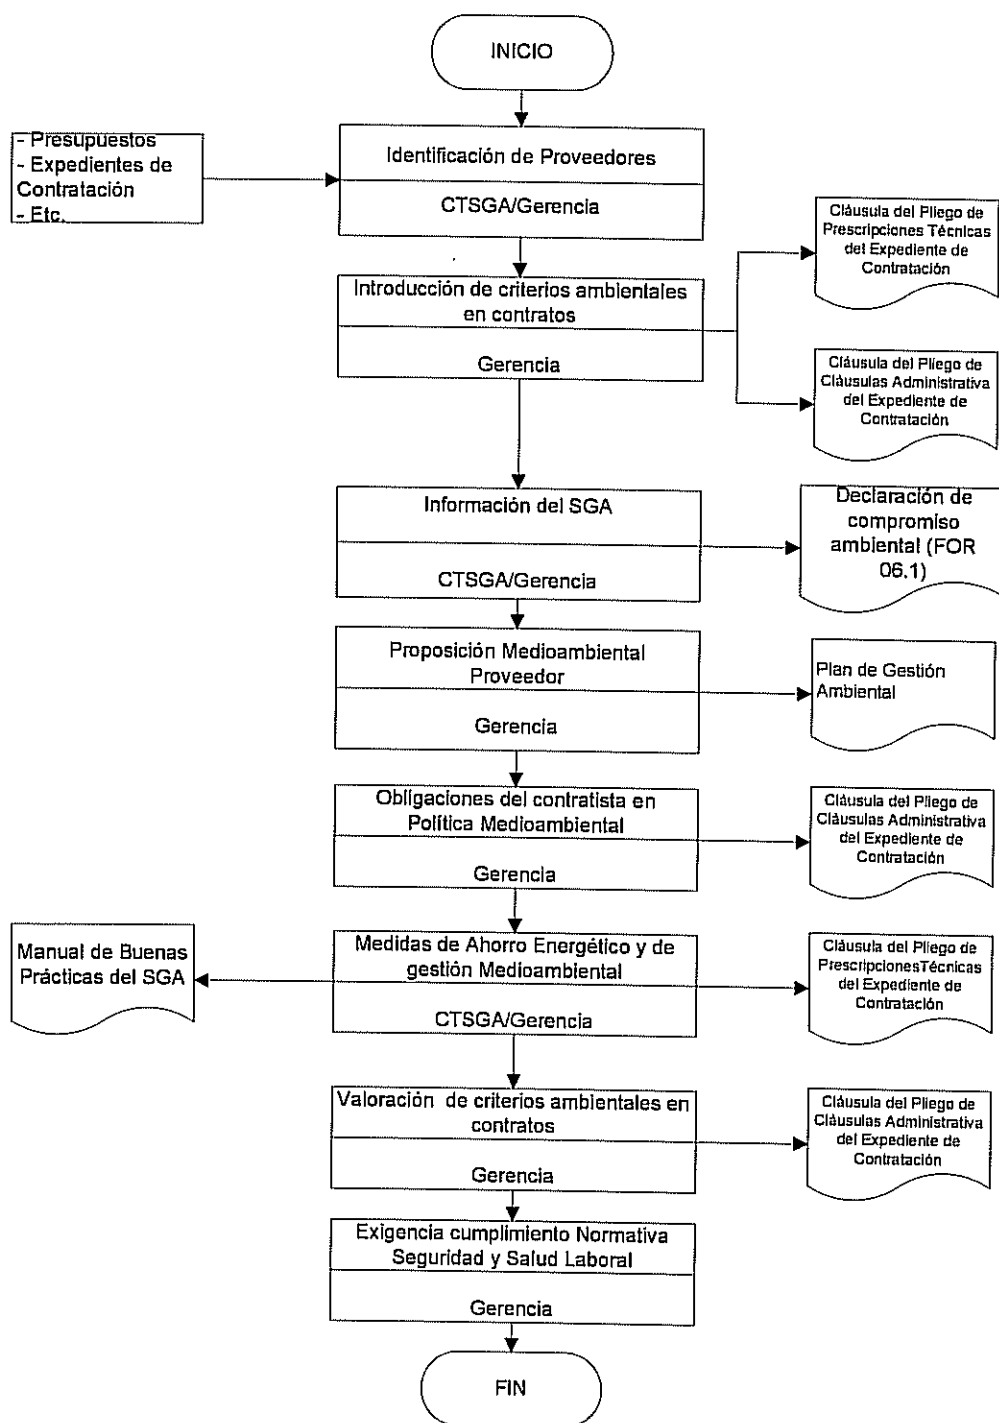 INICIO
- Presupuestos
- Expedientes de
Contratación
- Etc.
Identificación de Proveedores
CTSGA/Gerencia
Introducción de criterios ambientales
en contratos
Gerencia
Cláusula del Pliego de
Prescripciones Técnicas
del Expediente de
Contratación
Cláusula del Pliego de
Cláusulas Administrativa
del Expediente de
Contratación
Información del SGA
CTSGA/Gerencia
Declaración de
compromiso
ambiental (FOR
06.1)
Proposición Medioambiental
Proveedor
Gerencia
Plan de Gestión
Ambiental
Obligaciones del contratista en
Política Medioambiental
Gerencia
Cláusula del Pliego de
Cláusulas Administrativa
del Expediente de
Contratación
Manual de Buenas
Prácticas del SGA
Medidas de Ahorro Energético y de
gestión Medioambiental
CTSGA/Gerencia
Cláusula del Pliego de
PrescripcionesTécnicas
del Expediente de
Contratación
Valoración de criterios ambientales en
contratos
Gerencia
Cláusula del Pliego de
Cláusulas Administrativa
del Expediente de
Contratación
Exigencia cumplimiento Normativa
Seguridad y Salud Laboral
Gerencia
FIN